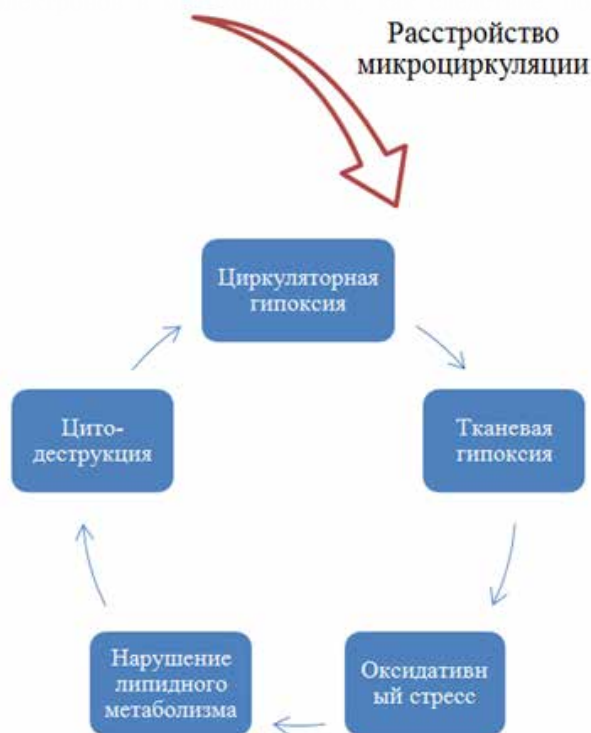 Расстройство
микроциркуляции
Циркуляторная
гипоксия
Тканевая
гипоксия
Оксидативн
ый стресс
Нарушение
липидного
метаболизма
Цито-
деструкция